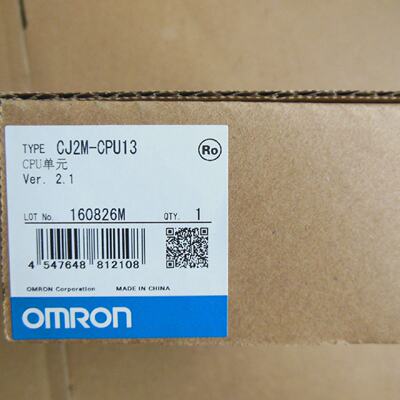 TYPE CJ2M-CPU13
Ro
CPU单元
Ver. 2.1
LOT No. 160826M QTY. 1
4 547648 812108
OMRON Corporation MADE IN CHINA
OMRON